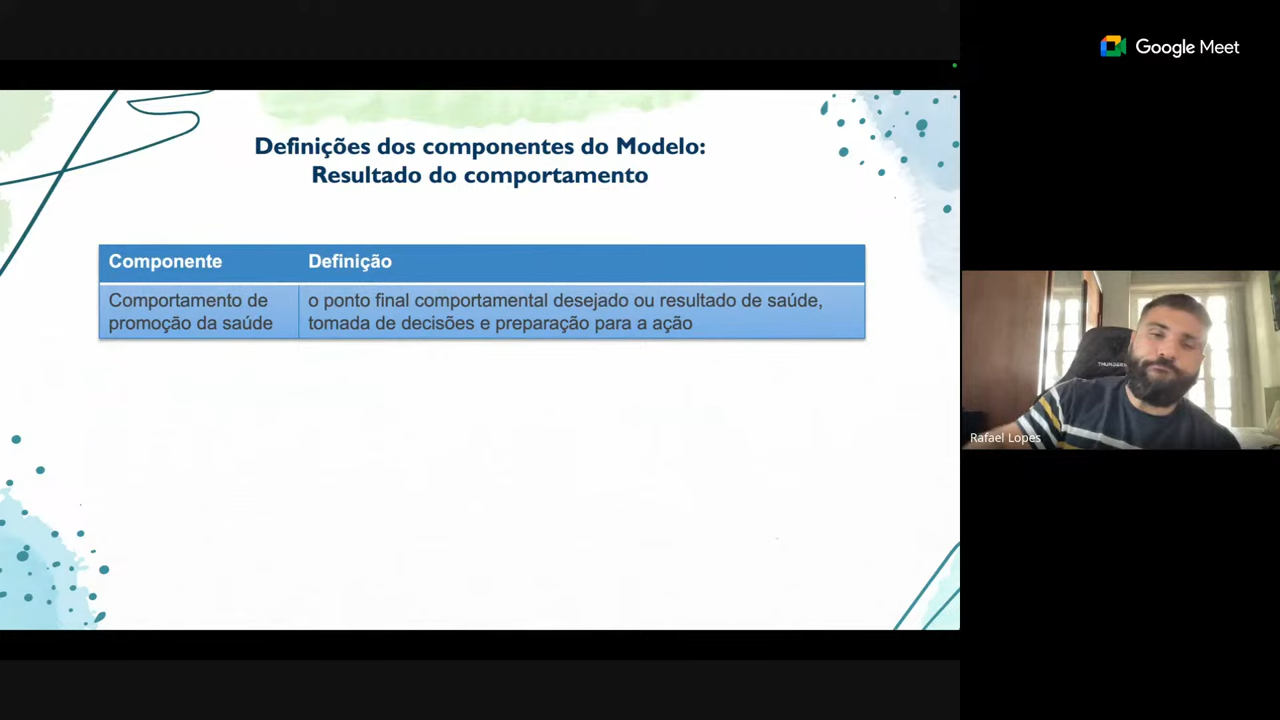 Google Meet
Definições dos componentes do Modelo:
Resultado do comportamento
Componente
Definição
Comportamento de
promoção da saúde
o ponto final comportamental desejado ou resultado de saúde,
tomada de decisões e preparação para a ação
Rafael Lopes